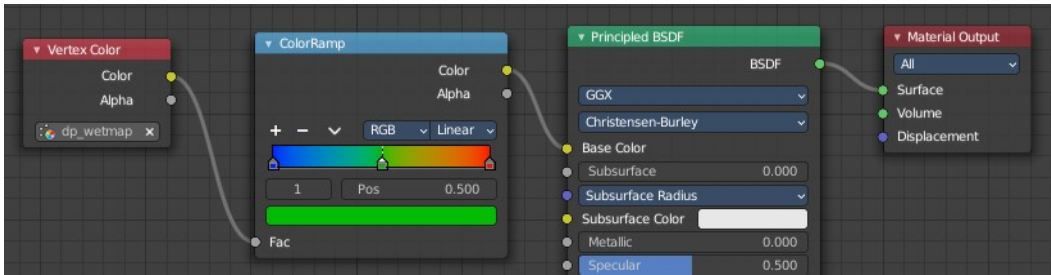 Vertex Color
Color
Alpha
dp_wetmap
ColorRamp
Color
Alpha
RGB Linear
1 Pos 0.500
Fac
Principled BSDF
BSDF
GGX
Christensen-Burley
Base Color
Subsurface 0.000
Subsurface Radius
Subsurface Color
Metallic 0.000
Specular 0.500
Material Output
All
Surface
Volume
Displacement